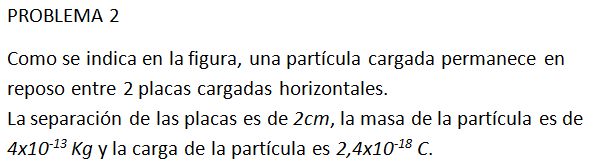 PROBLEMA 2
Como se indica en la figura, una partícula cargada permanece en
reposo entre 2 placas cargadas horizontales.
La separación de las placas es de 2cm, la masa de la partícula es de
4x10⁻¹³ Kg y la carga de la partícula es 2,4x10⁻¹⁸ C.